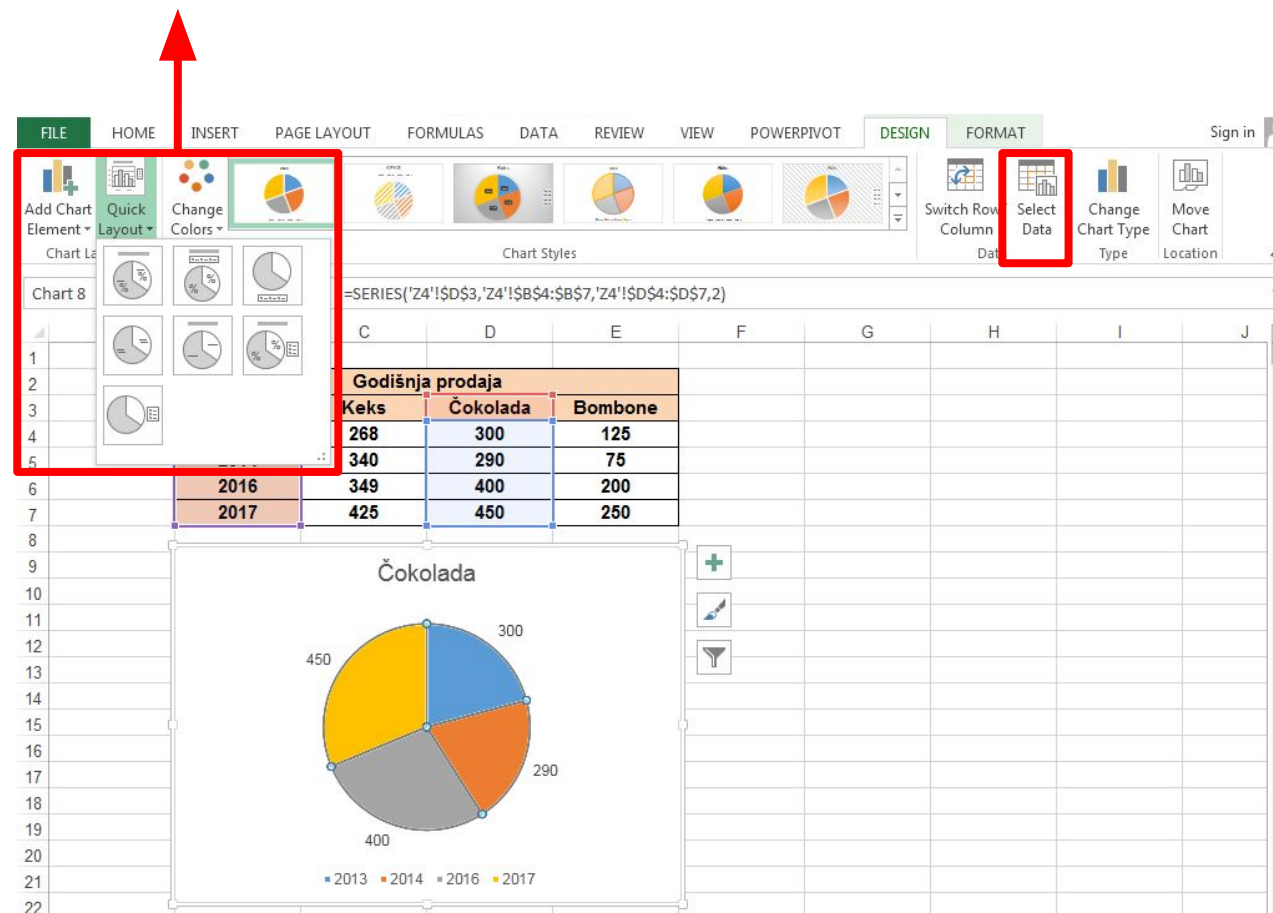 FILE HOME INSERT PAGE LAYOUT FORMULAS DATA REVIEW VIEW POWERPIVOT DESIGN FORMAT Sign in
Add Chart Element Quick Layout Change Colors Switch Row Column Select Data Change Chart Type Move Chart
Chart La Chart Styles Dat Type Location
Chart 8 =SERIES('Z4'!$D$3,'Z4'!$B$4:$B$7,'Z4'!$D$4:$D$7,2)
C D E F G H I J
1
2 Godišnja prodaja
3 Keks Čokolada Bombone
4 268 300 125
5 340 290 75
6 2016 349 400 200
7 2017 425 450 250
8
9
10
11
12
13
14
15
16
17
18
19
20
21
22
Čokolada
300
450
290
400
2013 2014 2016 2017